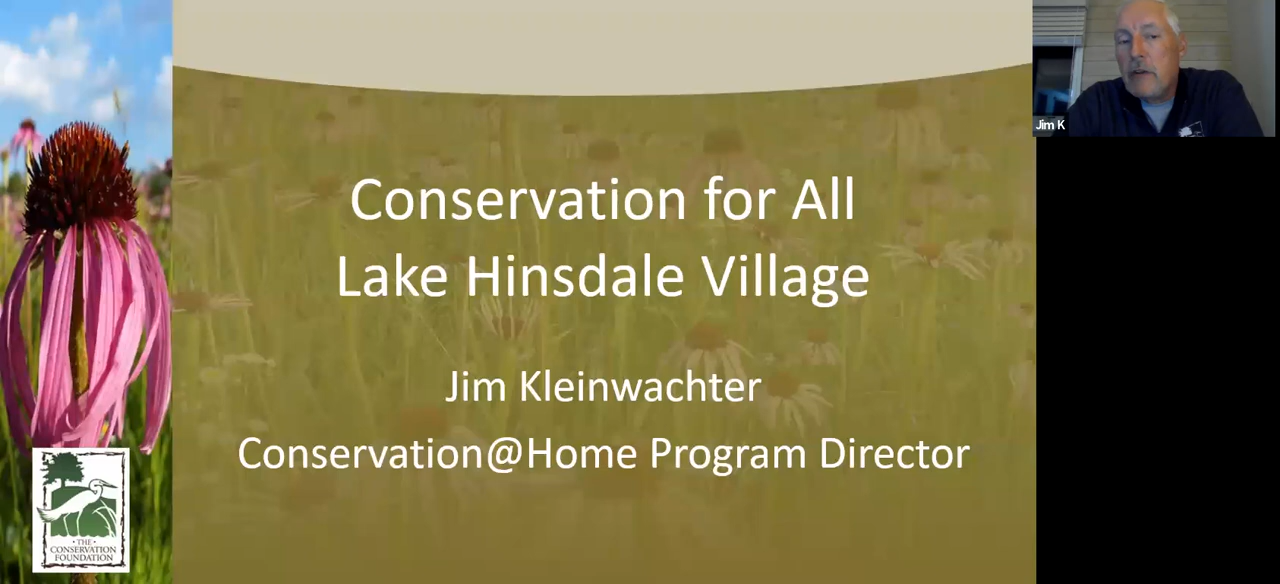 Conservation for All
Lake Hinsdale Village
Jim Kleinwachter
Conservation@Home Program Director
• THE •
CONSERVATION
FOUNDATION
Jim K